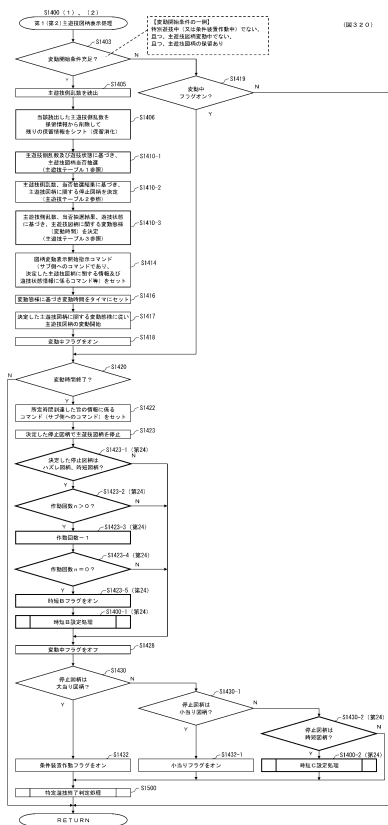 S1400 (1)、(2)
第1(第2)主遊技図柄表示処理
(図320)
【変動開始条件の一例】
特別遊技中(又は条件装置作動中)でない、
且つ、主遊技図柄変動中でない、
且つ、主遊技図柄の保留あり
S1403
変動開始条件充足?
N
Y
S1405
主遊技側乱数を読出
S1419
変動中
フラグオン?
N
Y
S1406
当該読出した主遊技側乱数を
保留情報から削除して
残りの保留情報をシフト(保留消化)
S1410-1
主遊技側乱数及び遊技状態に基づき、
主遊技図柄当否抽選
(主遊技テーブル1参照)
S1410-2
主遊技側乱数、当否抽選結果に基づき、
主遊技図柄に関する停止図柄を決定
(主遊技テーブル2参照)
S1410-3
主遊技側乱数、当否抽選結果、遊技状態
に基づき、主遊技図柄に関する変動態様
(変動時間)を決定
(主遊技テーブル3参照)
S1414
図柄変動表示開始指示コマンド
(サブ側へのコマンドであり、
決定した主遊技図柄に関する情報及び
遊技状態情報に係るコマンド等)をセット
S1416
変動態様に基づき変動時間をタイマにセット
S1417
決定した主遊技図柄に関する変動態様に従い
主遊技図柄の変動開始
S1418
変動中フラグをオン
S1420
N
変動時間終了?
Y
S1422
所定時間到達した旨の情報に係る
コマンド(サブ側へのコマンド)をセット
S1423
決定した停止図柄で主遊技図柄を停止
S1423-1 (第24)
決定した停止図柄は
ハズレ図柄、時短図柄?
N
Y
S1423-2 (第24)
作動回数n>0?
N
Y
S1423-3 (第24)
作動回数-1
S1423-4 (第24)
作動回数n=0?
N
Y
S1423-5 (第24)
時短Bフラグをオン
S1400-1 (第24)
時短B設定処理
S1428
変動中フラグをオフ
S1430
停止図柄は
大当り図柄?
N
Y
S1430-1
停止図柄は
小当り図柄?
N
Y
S1430-2 (第24)
停止図柄は
時短図柄?
N
Y
S1432
条件装置作動フラグをオン
S1432-1
小当りフラグをオン
S1400-2 (第24)
時短C設定処理
S1500
特定遊技終了判定処理
RETURN